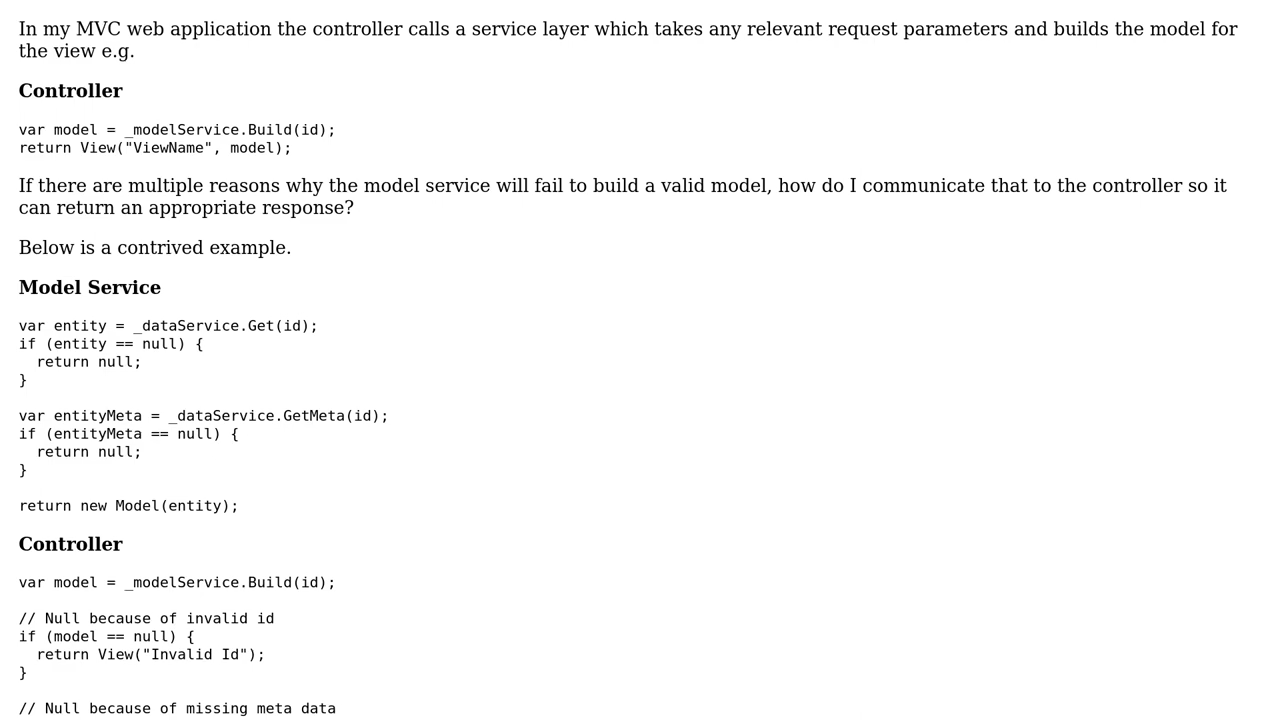 In my MVC web application the controller calls a service layer which takes any relevant request parameters and builds the model for
the view e.g.
Controller
var model = _modelService.Build(id);
return View("ViewName", model);
If there are multiple reasons why the model service will fail to build a valid model, how do I communicate that to the controller so it
can return an appropriate response?
Below is a contrived example.
Model Service
var entity = _dataService.Get(id);
if (entity == null) {
  return null;
}
var entityMeta = _dataService.GetMeta(id);
if (entityMeta == null) {
  return null;
}
return new Model(entity);
Controller
var model = _modelService.Build(id);
// Null because of invalid id
if (model == null) {
  return View("Invalid Id");
}
// Null because of missing meta data